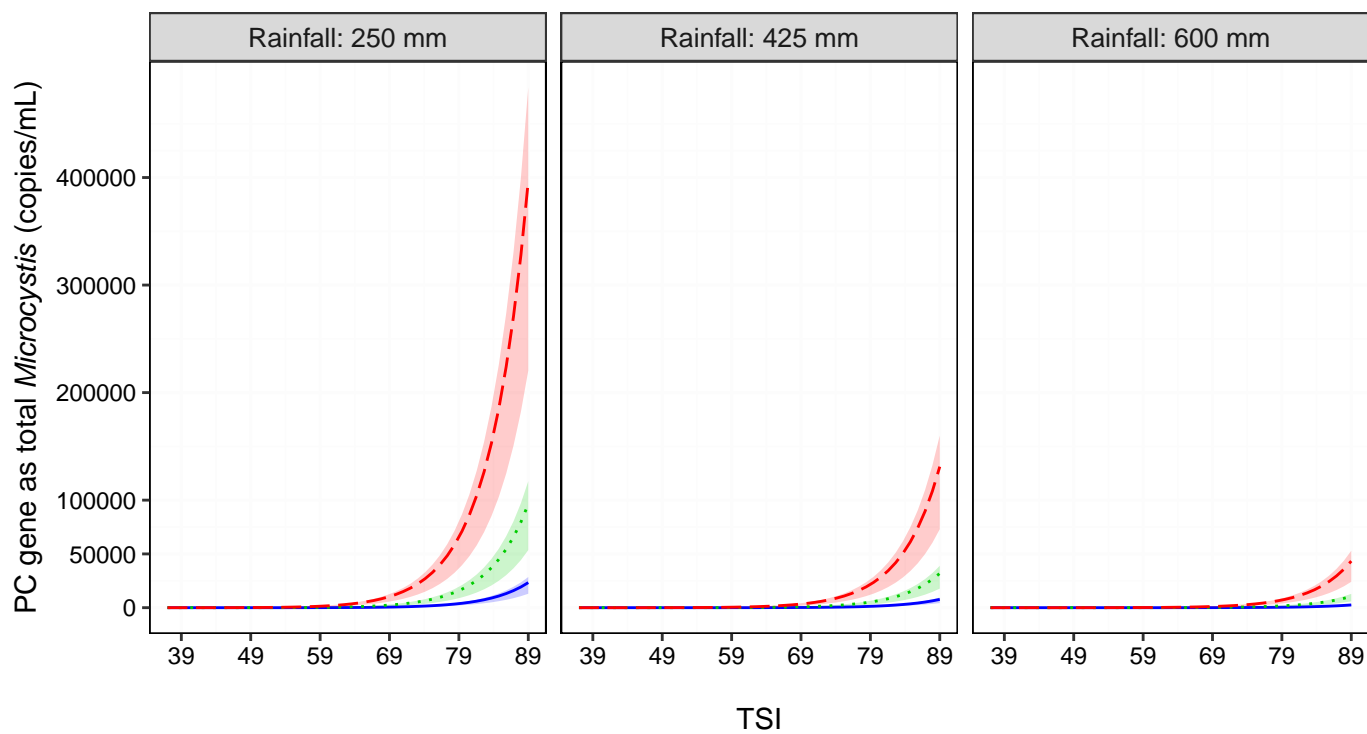 Rainfall: 250 mm
Rainfall: 425 mm
Rainfall: 600 mm
PC gene as total Microcystis (copies/mL)
400000
300000
200000
100000
50000
0
39 49 59 69 79 89
39 49 59 69 79 89
39 49 59 69 79 89
TSI